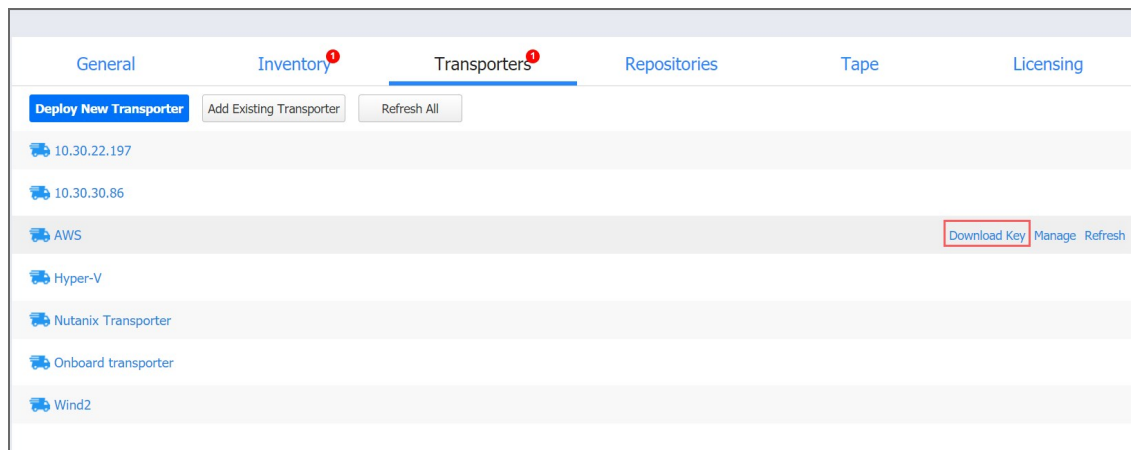 General Inventory 1 Transporters 1 Repositories Tape Licensing
Deploy New Transporter Add Existing Transporter Refresh All
10.30.22.197
10.30.30.86
AWS Download Key Manage Refresh
Hyper-V
Nutanix Transporter
Onboard transporter
Wind2